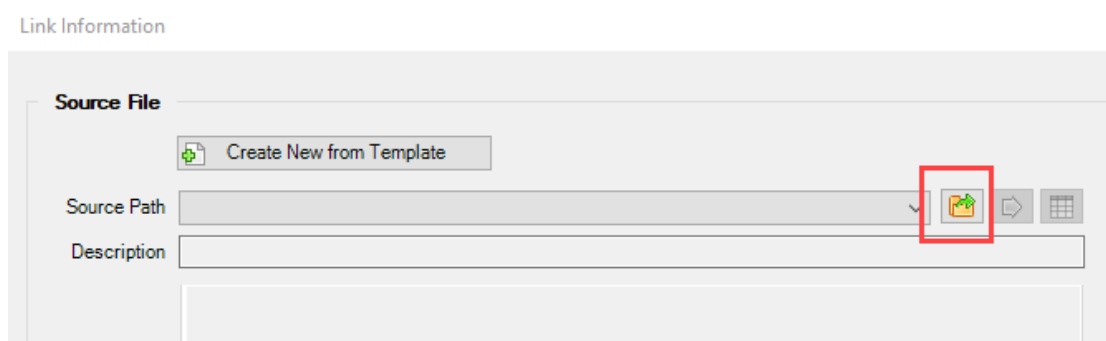 Link Information
Source File
Create New from Template
Source Path
Description